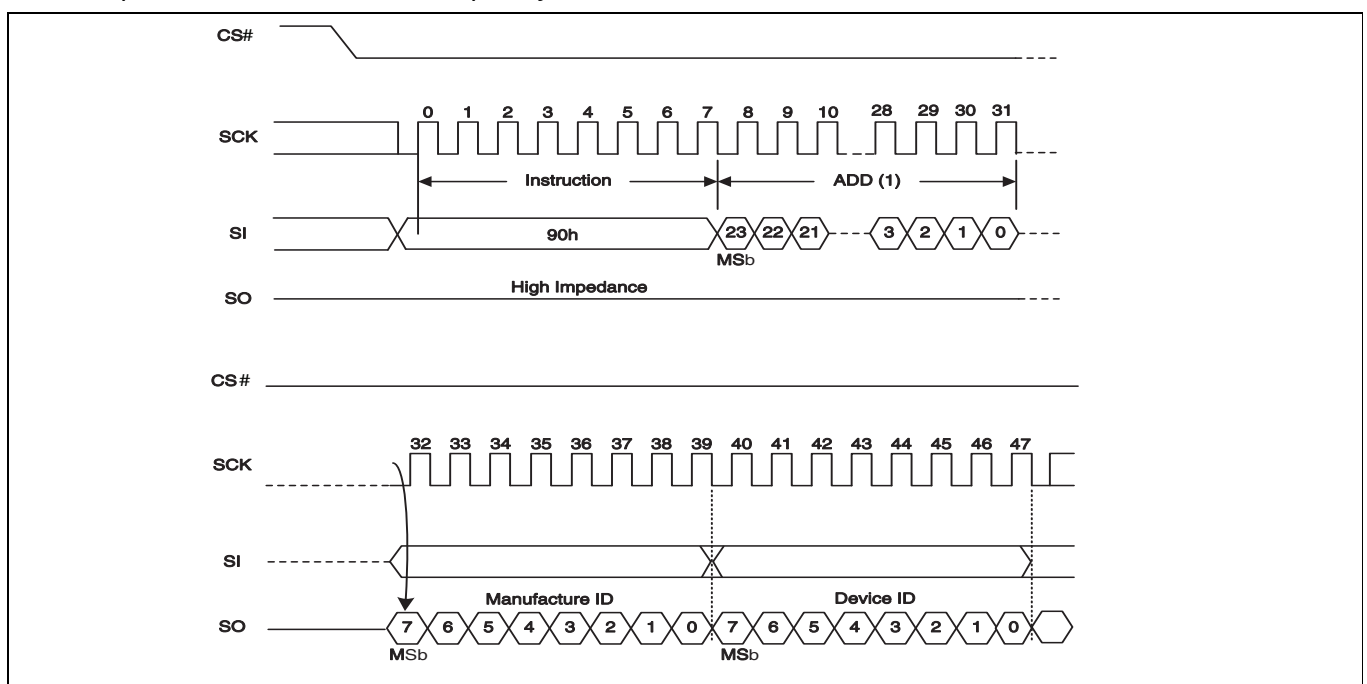 CS#
0 1 2 3 4 5 6 7 8 9 10 28 29 30 31
SCK
Instruction ADD (1)
SI 90h 23 22 21 3 2 1 0
MSb
High Impedance
SO
CS#
32 33 34 35 36 37 38 39 40 41 42 43 44 45 46 47
SCK
SI
Manufacture ID Device ID
SO 7 6 5 4 3 2 1 0 7 6 5 4 3 2 1 0
MSb MSb